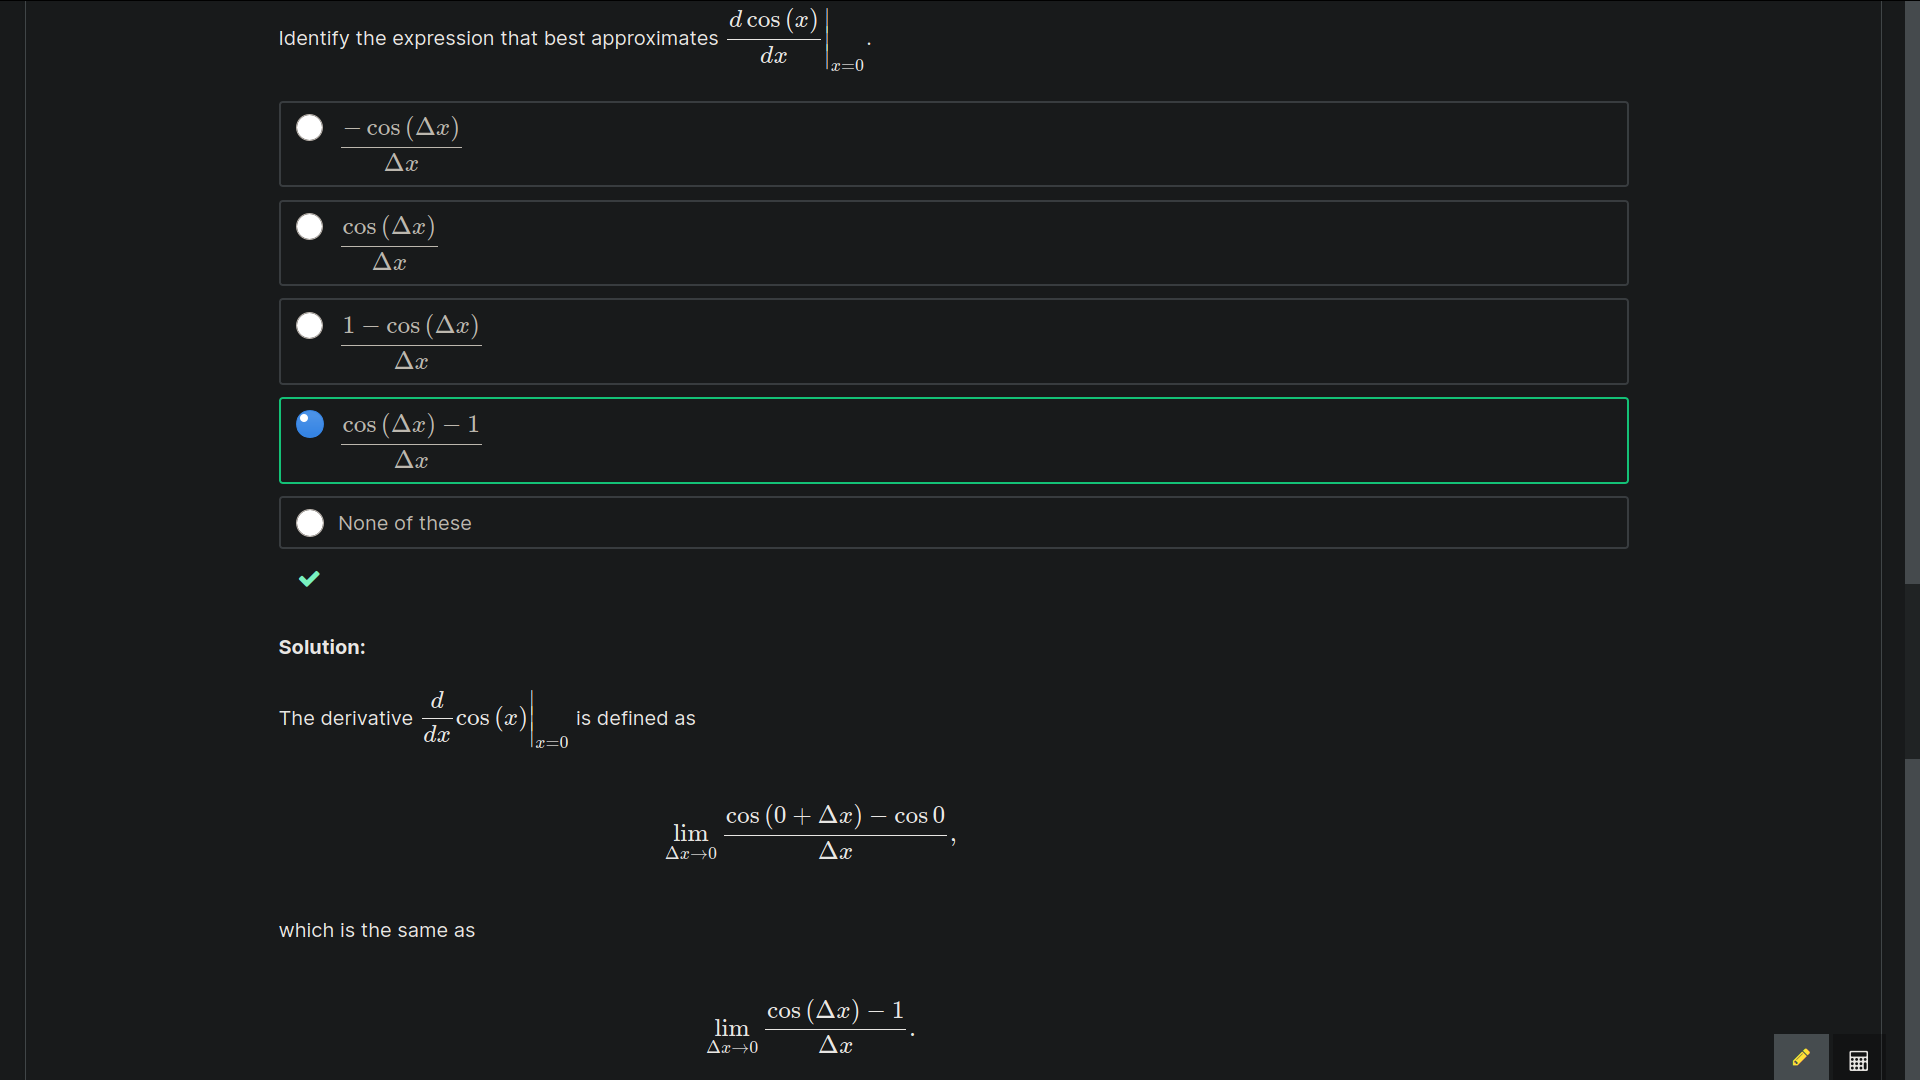 Identify the expression that best approximates $\left.\frac{d\cos(x)}{dx}\right|_{x=0}$.
$\frac{-\cos(\Delta x)}{\Delta x}$
$\frac{\cos(\Delta x)}{\Delta x}$
$\frac{1-\cos(\Delta x)}{\Delta x}$
$\frac{\cos(\Delta x)-1}{\Delta x}$
None of these
Solution:
The derivative $\left.\frac{d}{dx}\cos(x)\right|_{x=0}$ is defined as
$\lim_{\Delta x \to 0} \frac{\cos(0+\Delta x)-\cos 0}{\Delta x},$
which is the same as
$\lim_{\Delta x \to 0} \frac{\cos(\Delta x)-1}{\Delta x}.$